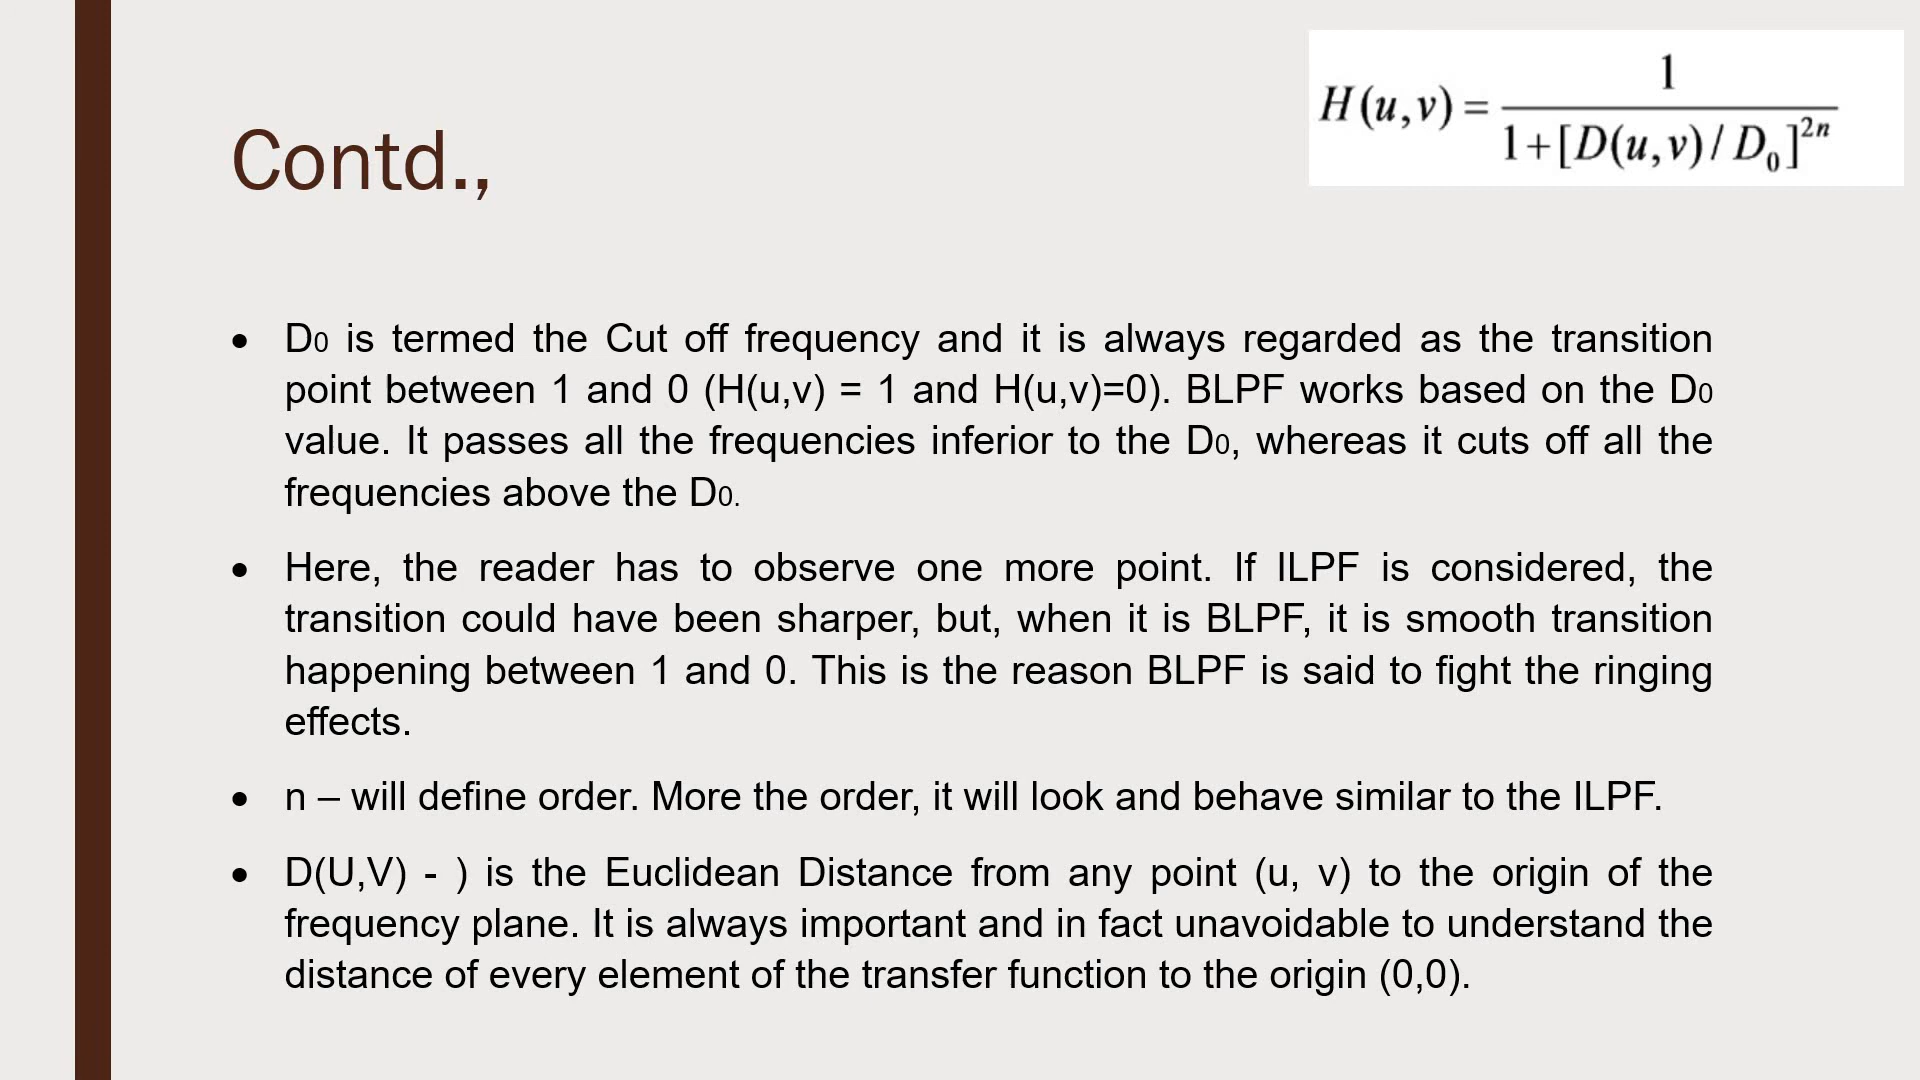 H(u,v) = 1 / 1+[D(u,v)/D₀]²ⁿ
Contd.,
• D₀ is termed the Cut off frequency and it is always regarded as the transition
point between 1 and 0 (H(u,v) = 1 and H(u,v)=0). BLPF works based on the D₀
value. It passes all the frequencies inferior to the D₀, whereas it cuts off all the
frequencies above the D₀.
• Here, the reader has to observe one more point. If ILPF is considered, the
transition could have been sharper, but, when it is BLPF, it is smooth transition
happening between 1 and 0. This is the reason BLPF is said to fight the ringing
effects.
• n – will define order. More the order, it will look and behave similar to the ILPF.
• D(U,V) - ) is the Euclidean Distance from any point (u, v) to the origin of the
frequency plane. It is always important and in fact unavoidable to understand the
distance of every element of the transfer function to the origin (0,0).